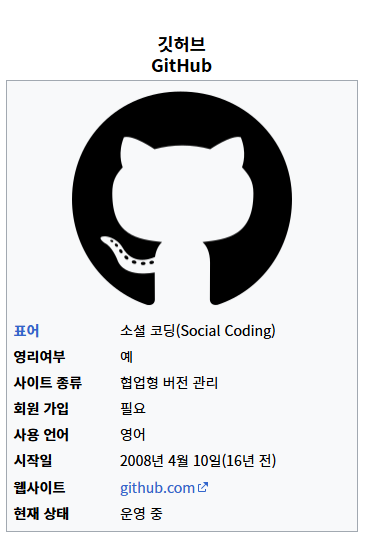 깃허브
GitHub
표어 소셜 코딩(Social Coding)
영리여부 예
사이트 종류 협업형 버전 관리
회원 가입 필요
사용 언어 영어
시작일 2008년 4월 10일(16년 전)
웹사이트 github.com
현재 상태 운영 중